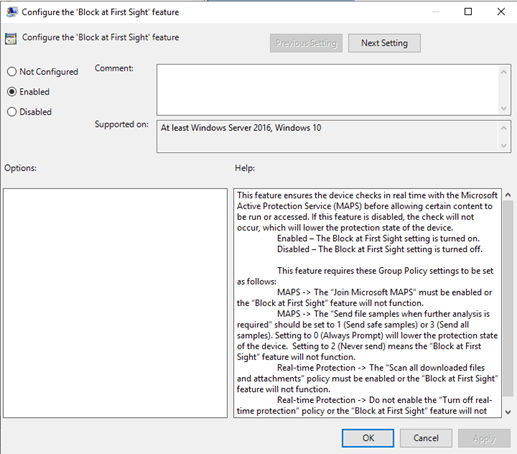 Configure the 'Block at First Sight' feature
Configure the 'Block at First Sight' feature
Previous Setting
Next Setting
Not Configured
Enabled
Disabled
Comment:
Supported on:
At least Windows Server 2016, Windows 10
Options:
Help:
This feature ensures the device checks in real time with the Microsoft
Active Protection Service (MAPS) before allowing certain content to
be run or accessed. If this feature is disabled, the check will not
occur, which will lower the protection state of the device.
Enabled – The Block at First Sight setting is turned on.
Disabled – The Block at First Sight setting is turned off.
This feature requires these Group Policy settings to be set
as follows:
MAPS -> The “Join Microsoft MAPS” must be enabled or
the “Block at First Sight” feature will not function.
MAPS -> The “Send file samples when further analysis is
required” should be set to 1 (Send safe samples) or 3 (Send all
samples). Setting to 0 (Always Prompt) will lower the protection state
of the device.  Setting to 2 (Never send) means the “Block at First
Sight” feature will not function.
Real-time Protection -> The “Scan all downloaded files
and attachments” policy must be enabled or the “Block at First Sight”
feature will not function.
Real-time Protection -> Do not enable the “Turn off real-
time protection” policy or the “Block at First Sight” feature will not
OK
Cancel
Apply